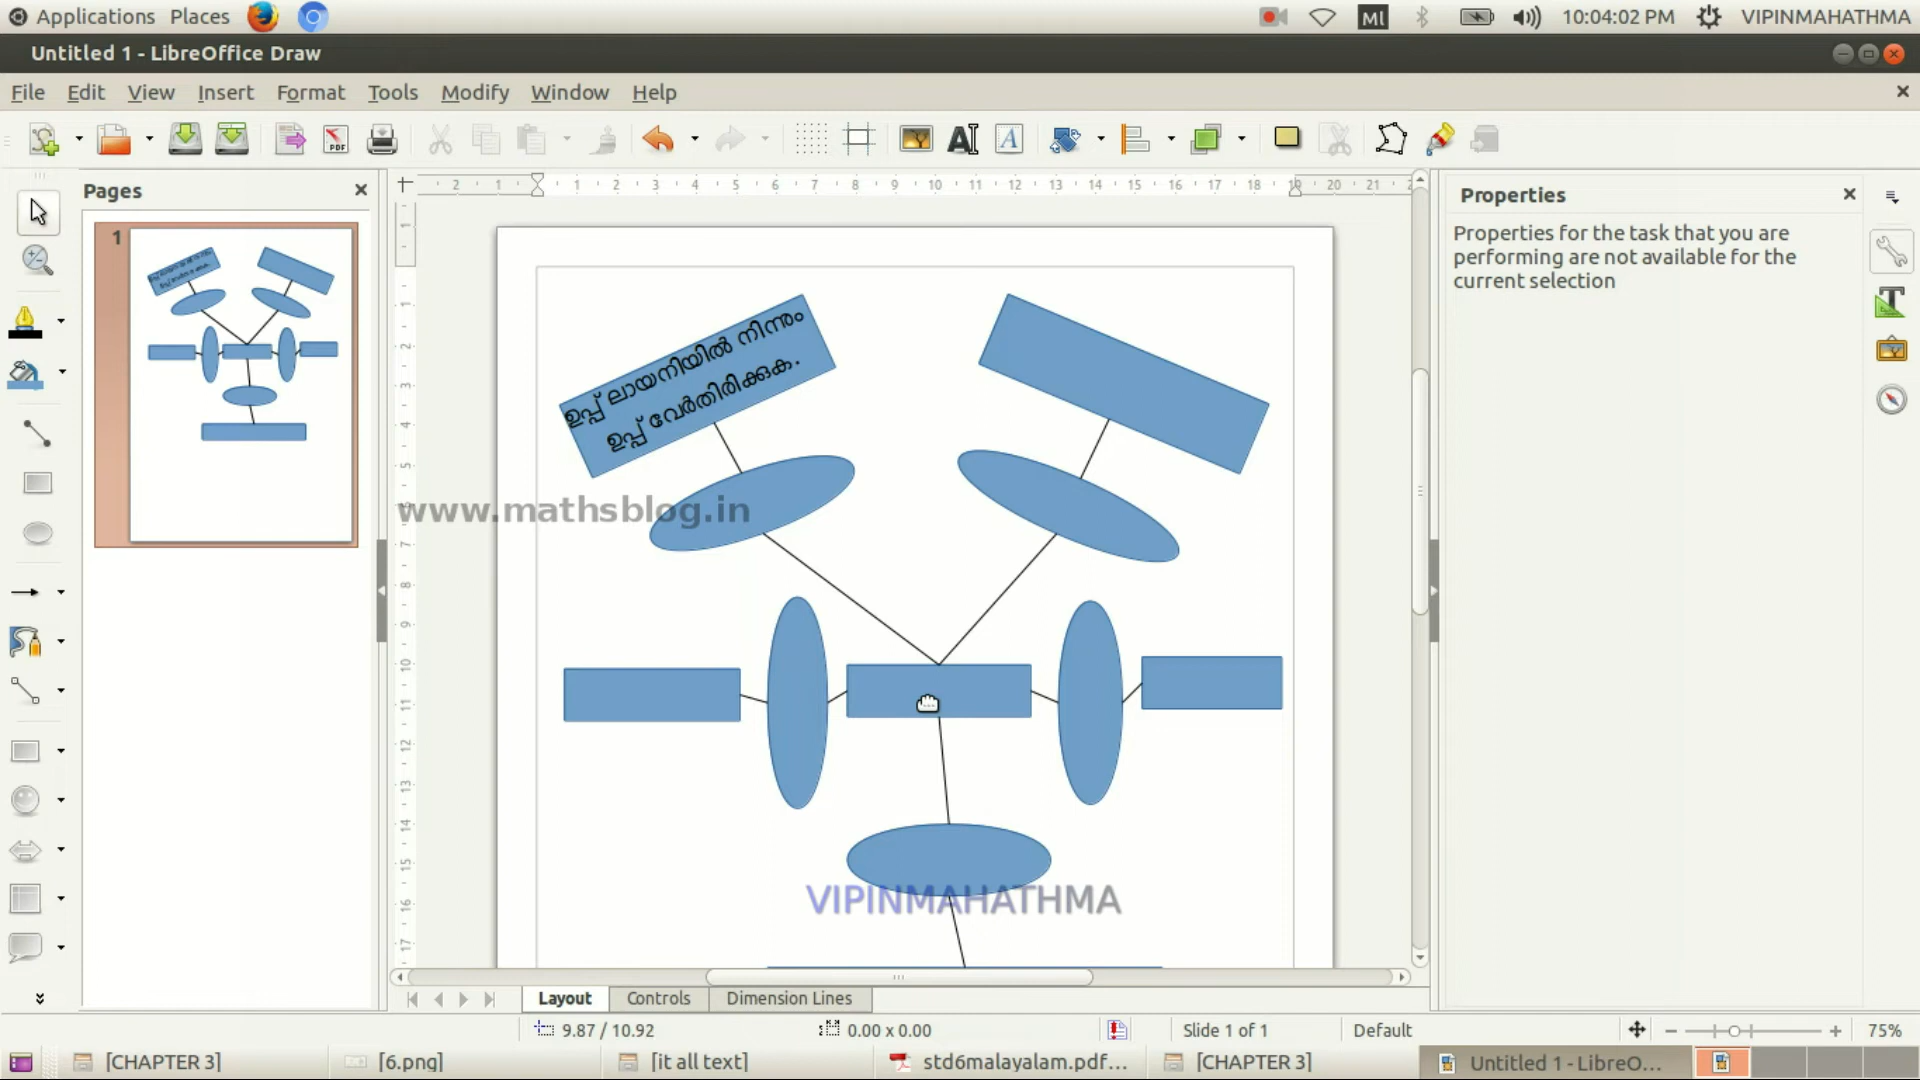 Applications Places Ml 10:04:02 PM VIPINMAHATHMA
Untitled 1 - LibreOffice Draw
File Edit View Insert Format Tools Modify Window Help
Pages
1
Properties
Properties for the task that you are
performing are not available for the
current selection
ഉപ്പ് ലായനിയിൽ നിന്നും
ഉപ്പ് വേർതിരിക്കുക.
www.mathsblog.in
VIPINMAHATHMA
Layout Controls Dimension Lines
9.87 / 10.92 0.00 x 0.00 Slide 1 of 1 Default 75%
[CHAPTER 3] [6.png] [it all text] std6malayalam.pdf... [CHAPTER 3] Untitled 1 - LibreO...